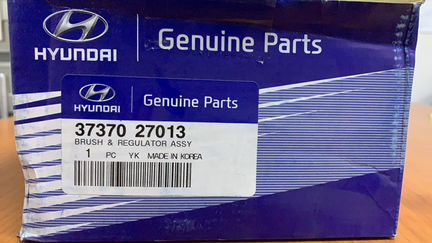 HYUNDAI
Genuine Parts
HYUNDAI
Genuine Parts
37370 27013
BRUSH & REGULATOR ASSY
1 PC YK MADE IN KOREA